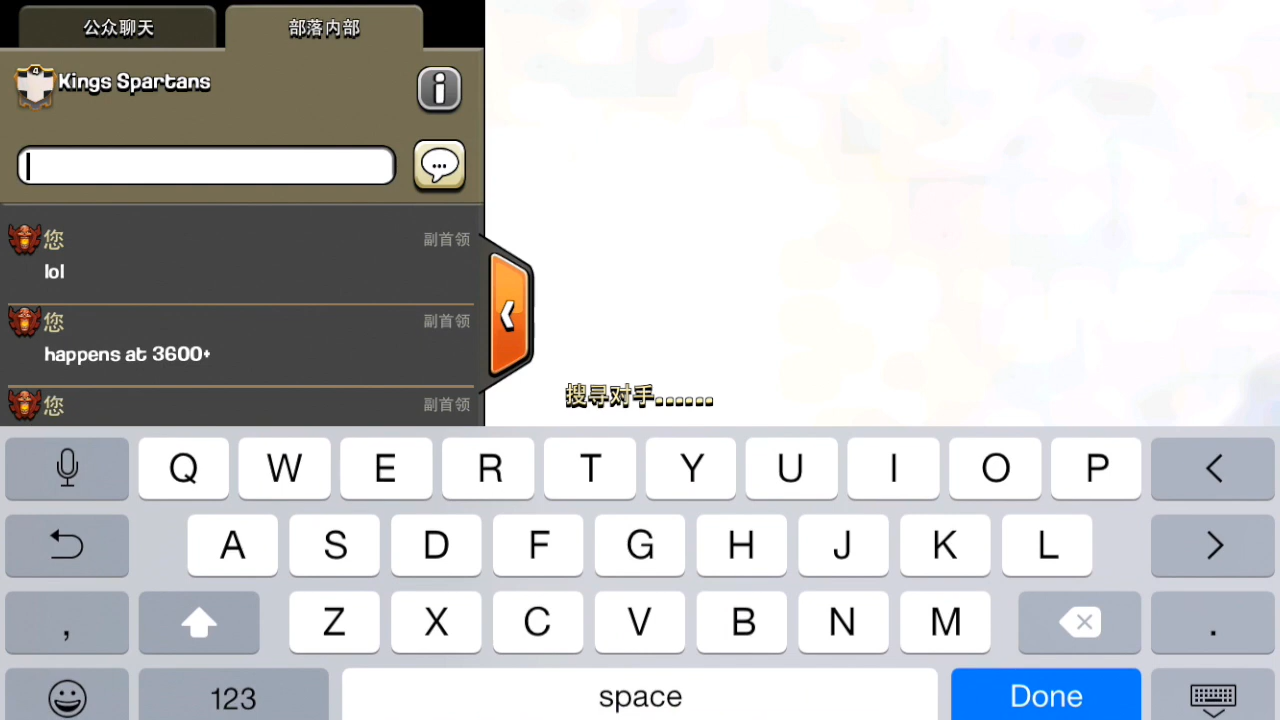 公众聊天
部落内部
4
Kings Spartans
您
副首领
lol
您
副首领
happens at 3600+
您
副首领
搜寻对手......
Q W E R T Y U I O P
A S D F G H J K L
, Z X C V B N M .
123 space Done